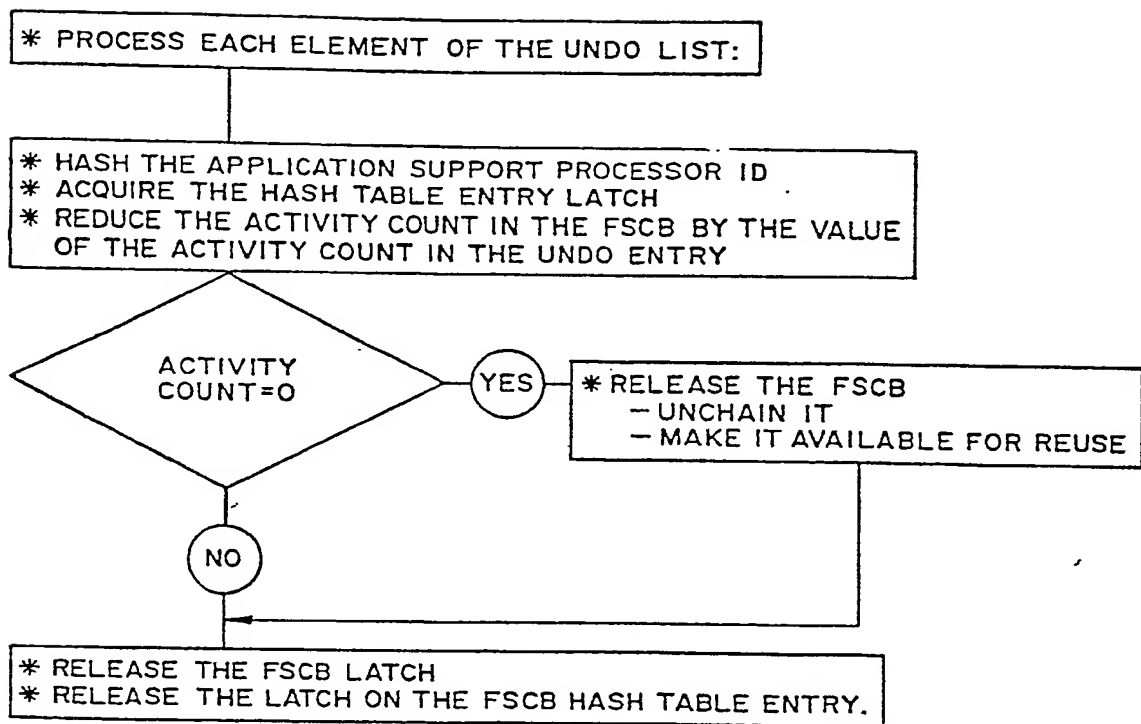 * PROCESS EACH ELEMENT OF THE UNDO LIST:
* HASH THE APPLICATION SUPPORT PROCESSOR ID
* ACQUIRE THE HASH TABLE ENTRY LATCH
* REDUCE THE ACTIVITY COUNT IN THE FSCB BY THE VALUE
OF THE ACTIVITY COUNT IN THE UNDO ENTRY
ACTIVITY
COUNT=0
YES
* RELEASE THE FSCB
– UNCHAIN IT
– MAKE IT AVAILABLE FOR REUSE
NO
* RELEASE THE FSCB LATCH
* RELEASE THE LATCH ON THE FSCB HASH TABLE ENTRY.